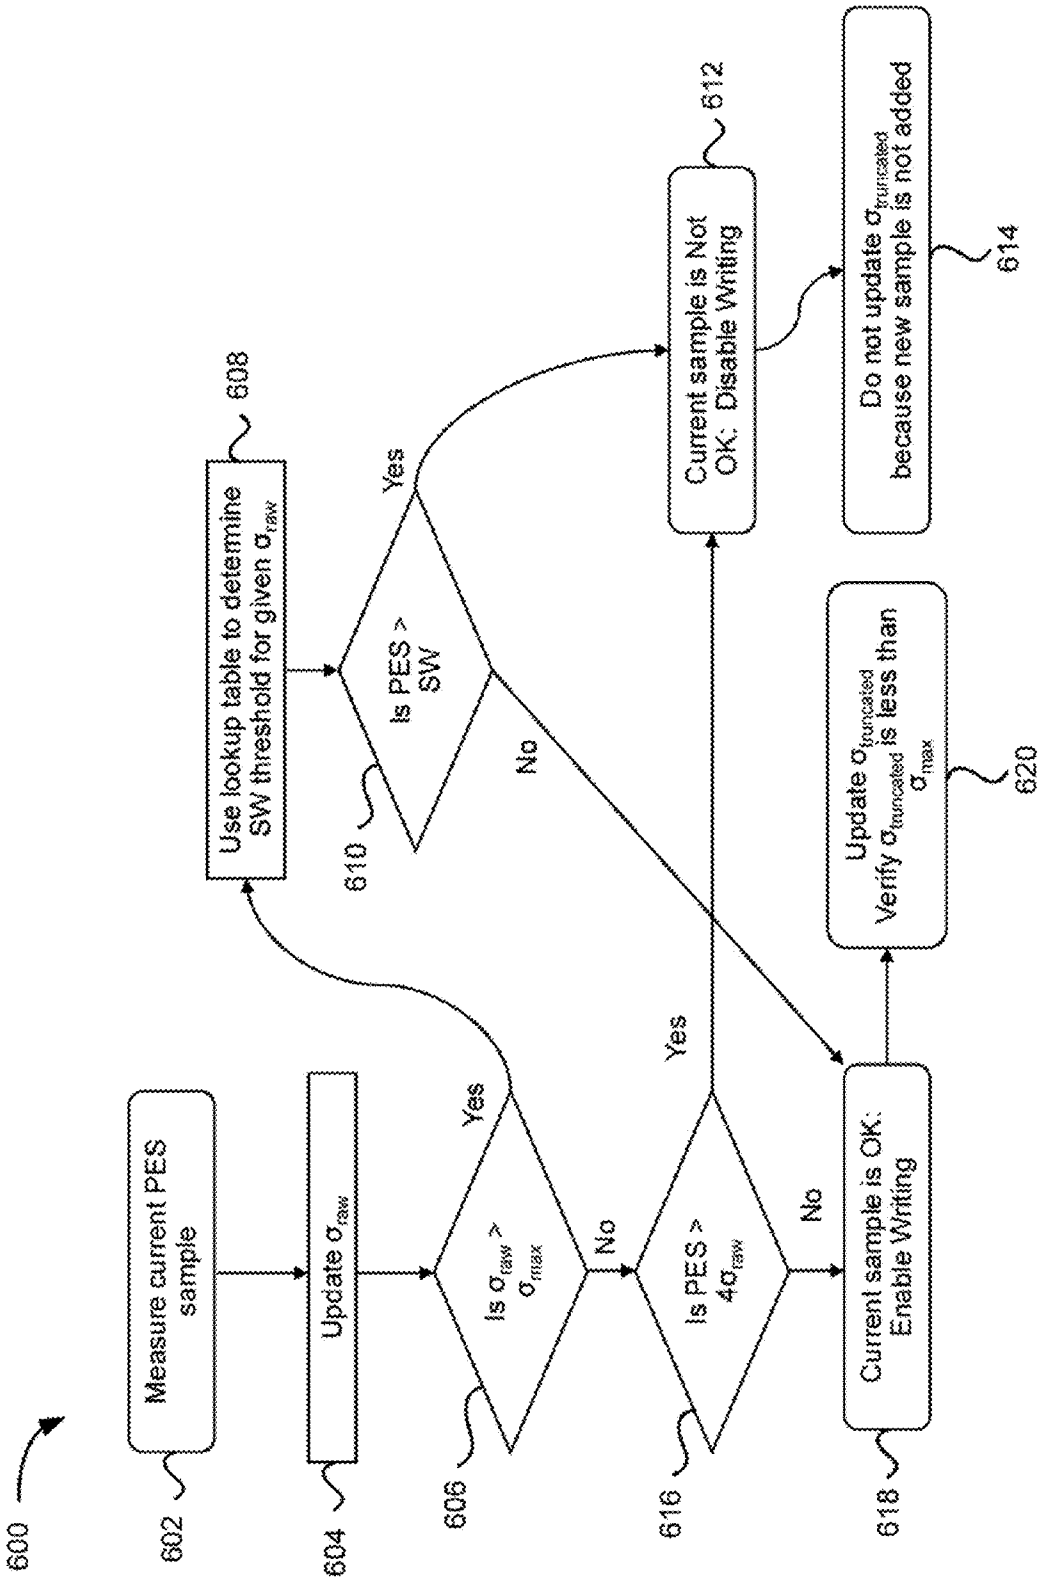 600
602
Measure current PES
sample
604
Update σraw
606
Is σraw >
σmax
Yes
No
608
Use lookup table to determine
SW threshold for given σraw
610
Is PES >
SW
Yes
No
616
Is PES >
4σraw
Yes
No
612
Current sample is Not
OK: Disable Writing
614
Do not update σtruncated
because new sample is not added
618
Current sample is OK:
Enable Writing
620
Update σtruncated
Verify σtruncated is less than
σmax